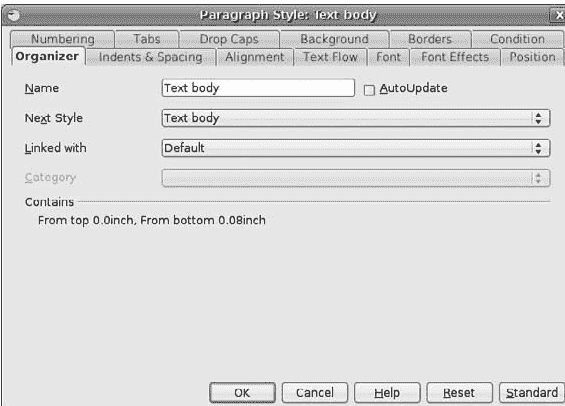 Paragraph Style: Text body
Numbering Tabs Drop Caps Background Borders Condition
Organizer Indents & Spacing Alignment Text Flow Font Font Effects Position
Name Text body AutoUpdate
Next Style Text body
Linked with Default
Category
Contains
From top 0.0inch, From bottom 0.08inch
OK Cancel Help Reset Standard